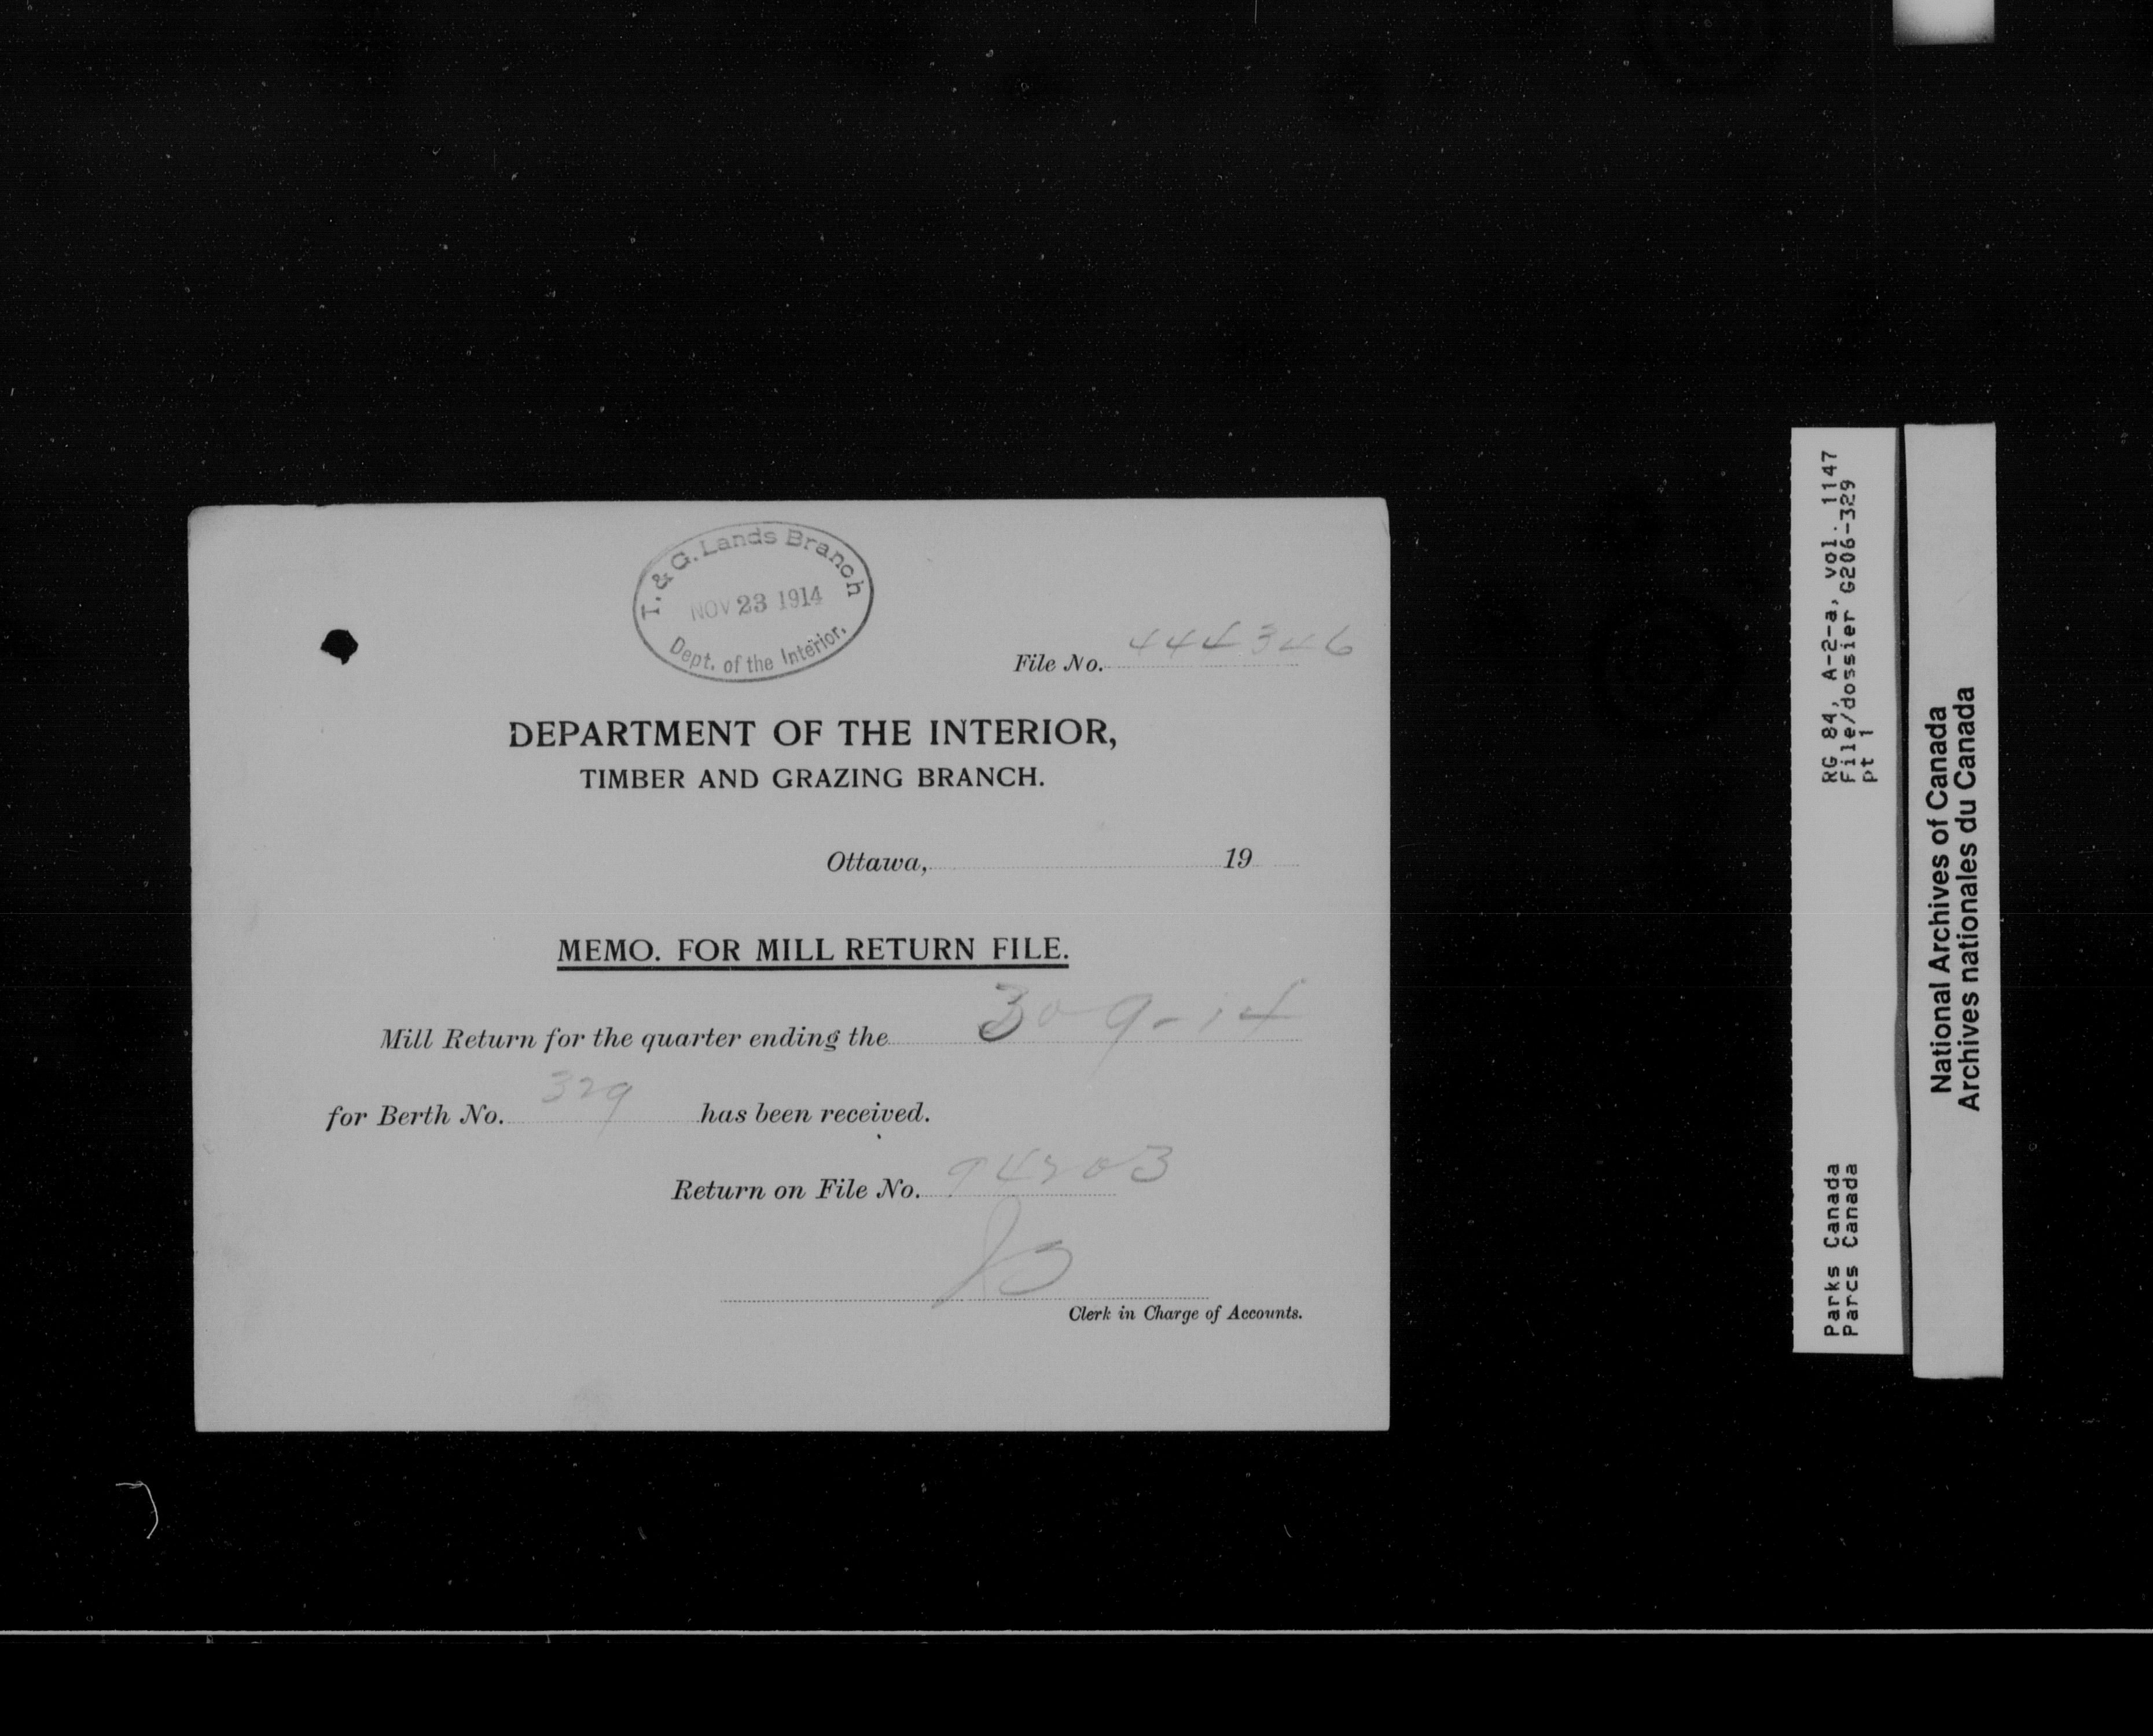 T. & G. Lands Branch
NOV 23 1914
Dept. of the Interior.
File No. 444346
DEPARTMENT OF THE INTERIOR,
TIMBER AND GRAZING BRANCH.
Ottawa, 19
MEMO. FOR MILL RETURN FILE.
Mill Return for the quarter ending the 30-9-14
for Berth No. 329 has been received.
Return on File No.
Clerk in Charge of Accounts.
RG 84, A-2-a, vol. 1147
File/dossier G206-329
pt 1
Parks Canada
Parcs Canada
National Archives of Canada
Archives nationales du Canada